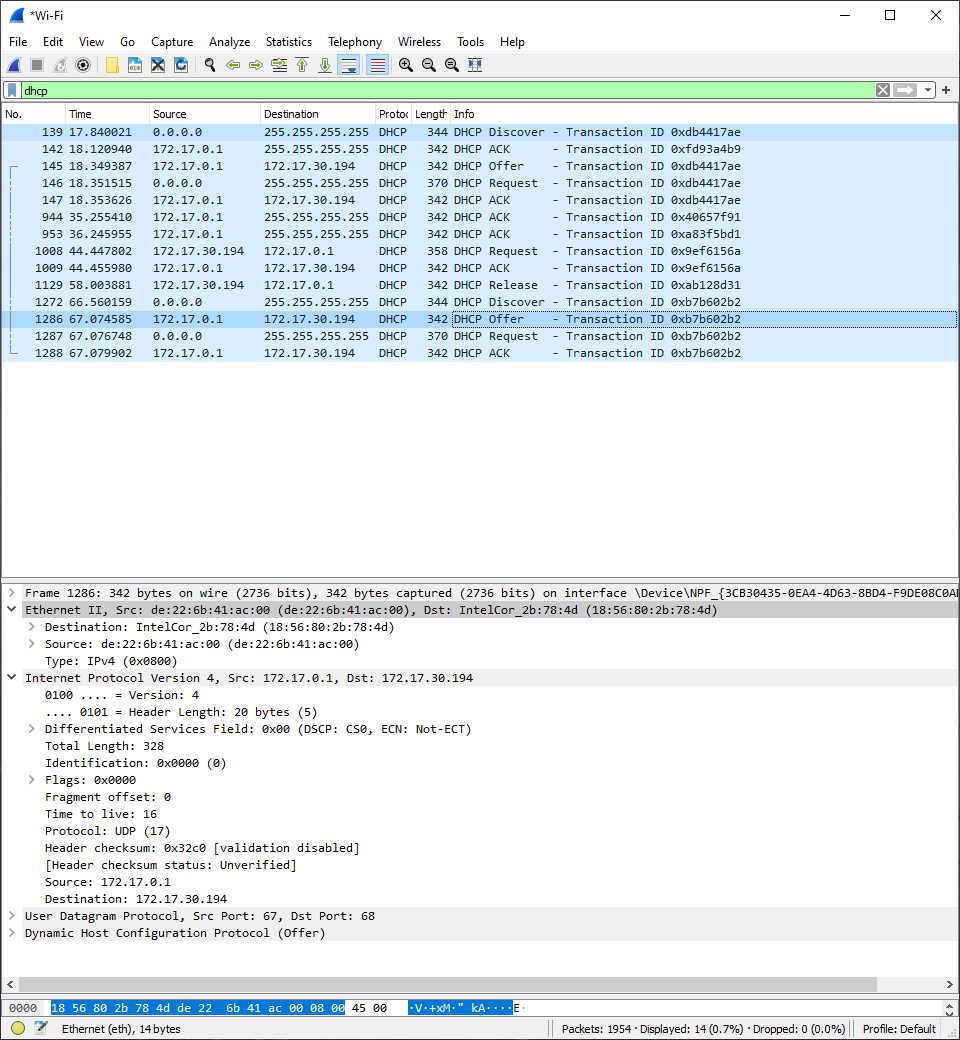 *Wi-Fi
File Edit View Go Capture Analyze Statistics Telephony Wireless Tools Help
dhcp
No. Time Source Destination Protoc Length Info
139 17.840021 0.0.0.0 255.255.255.255 DHCP 344 DHCP Discover - Transaction ID 0xdb4417ae
142 18.120940 172.17.0.1 255.255.255.255 DHCP 342 DHCP ACK - Transaction ID 0xfd93a4b9
145 18.349387 172.17.0.1 172.17.30.194 DHCP 342 DHCP Offer - Transaction ID 0xdb4417ae
146 18.351515 0.0.0.0 255.255.255.255 DHCP 370 DHCP Request - Transaction ID 0xdb4417ae
147 18.353626 172.17.0.1 172.17.30.194 DHCP 342 DHCP ACK - Transaction ID 0xdb4417ae
944 35.255410 172.17.0.1 255.255.255.255 DHCP 342 DHCP ACK - Transaction ID 0x40657f91
953 36.245955 172.17.0.1 255.255.255.255 DHCP 342 DHCP ACK - Transaction ID 0xa83f5bd1
1008 44.447802 172.17.30.194 172.17.0.1 DHCP 358 DHCP Request - Transaction ID 0x9ef6156a
1009 44.455980 172.17.0.1 172.17.30.194 DHCP 342 DHCP ACK - Transaction ID 0x9ef6156a
1129 58.003881 172.17.30.194 172.17.0.1 DHCP 342 DHCP Release - Transaction ID 0xab128d31
1272 66.560159 0.0.0.0 255.255.255.255 DHCP 344 DHCP Discover - Transaction ID 0xb7b602b2
1286 67.074585 172.17.0.1 172.17.30.194 DHCP 342 DHCP Offer - Transaction ID 0xb7b602b2
1287 67.076748 0.0.0.0 255.255.255.255 DHCP 370 DHCP Request - Transaction ID 0xb7b602b2
1288 67.079902 172.17.0.1 172.17.30.194 DHCP 342 DHCP ACK - Transaction ID 0xb7b602b2
Frame 1286: 342 bytes on wire (2736 bits), 342 bytes captured (2736 bits) on interface \Device\NPF_{3CB30435-0EA4-4D63-8BD4-F9DE08C0A
Ethernet II, Src: de:22:6b:41:ac:00 (de:22:6b:41:ac:00), Dst: IntelCor_2b:78:4d (18:56:80:2b:78:4d)
Destination: IntelCor_2b:78:4d (18:56:80:2b:78:4d)
Source: de:22:6b:41:ac:00 (de:22:6b:41:ac:00)
Type: IPv4 (0x0800)
Internet Protocol Version 4, Src: 172.17.0.1, Dst: 172.17.30.194
0100 .... = Version: 4
.... 0101 = Header Length: 20 bytes (5)
Differentiated Services Field: 0x00 (DSCP: CS0, ECN: Not-ECT)
Total Length: 328
Identification: 0x0000 (0)
Flags: 0x0000
Fragment offset: 0
Time to live: 16
Protocol: UDP (17)
Header checksum: 0x32c0 [validation disabled]
[Header checksum status: Unverified]
Source: 172.17.0.1
Destination: 172.17.30.194
User Datagram Protocol, Src Port: 67, Dst Port: 68
Dynamic Host Configuration Protocol (Offer)
0000 18 56 80 2b 78 4d de 22 6b 41 ac 00 08 00 45 00 ·V·+xM·" kA····E·
Ethernet (eth), 14 bytes Packets: 1954 · Displayed: 14 (0.7%) · Dropped: 0 (0.0%) Profile: Default